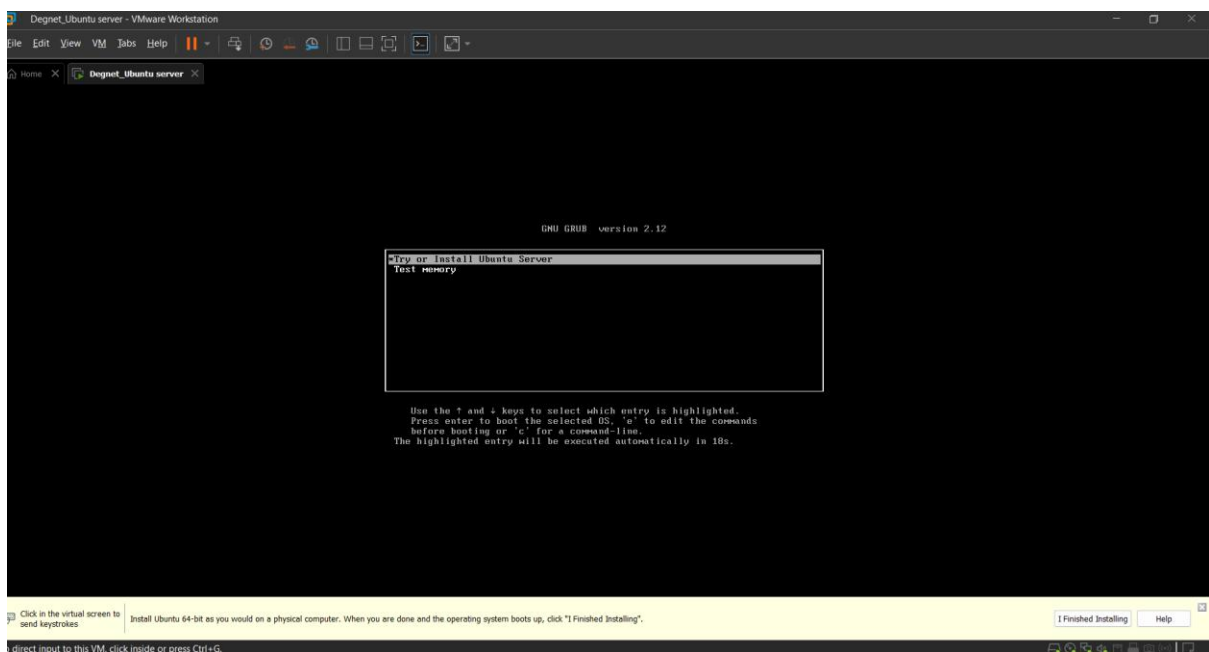 Degnet_Ubuntu server - VMware Workstation
File Edit View VM Tabs Help
Home Degnet_Ubuntu server
GNU GRUB version 2.12
*Try or Install Ubuntu Server
Test memory
Use the ↑ and ↓ keys to select which entry is highlighted.
Press enter to boot the selected OS, 'e' to edit the commands
before booting or 'c' for a command-line.
The highlighted entry will be executed automatically in 18s.
Click in the virtual screen to
send keystrokes
Install Ubuntu 64-bit as you would on a physical computer. When you are done and the operating system boots up, click "I Finished Installing".
I Finished Installing Help
direct input to this VM, click inside or press Ctrl+G.